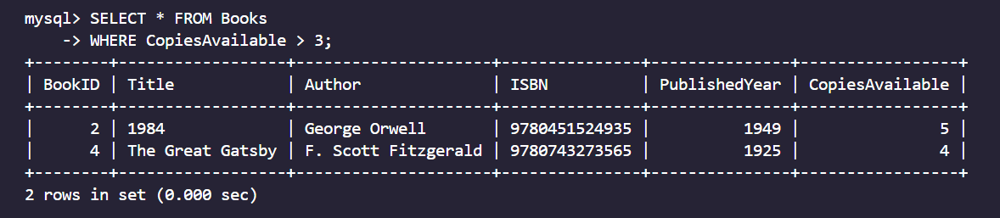 mysql> SELECT * FROM Books
    -> WHERE CopiesAvailable > 3;
+--------+------------------+---------------------+---------------+---------------+-----------------+
| BookID | Title            | Author              | ISBN          | PublishedYear | CopiesAvailable |
+--------+------------------+---------------------+---------------+---------------+-----------------+
|      2 | 1984             | George Orwell       | 9780451524935 |          1949 |               5 |
|      4 | The Great Gatsby | F. Scott Fitzgerald | 9780743273565 |          1925 |               4 |
+--------+------------------+---------------------+---------------+---------------+-----------------+
2 rows in set (0.000 sec)